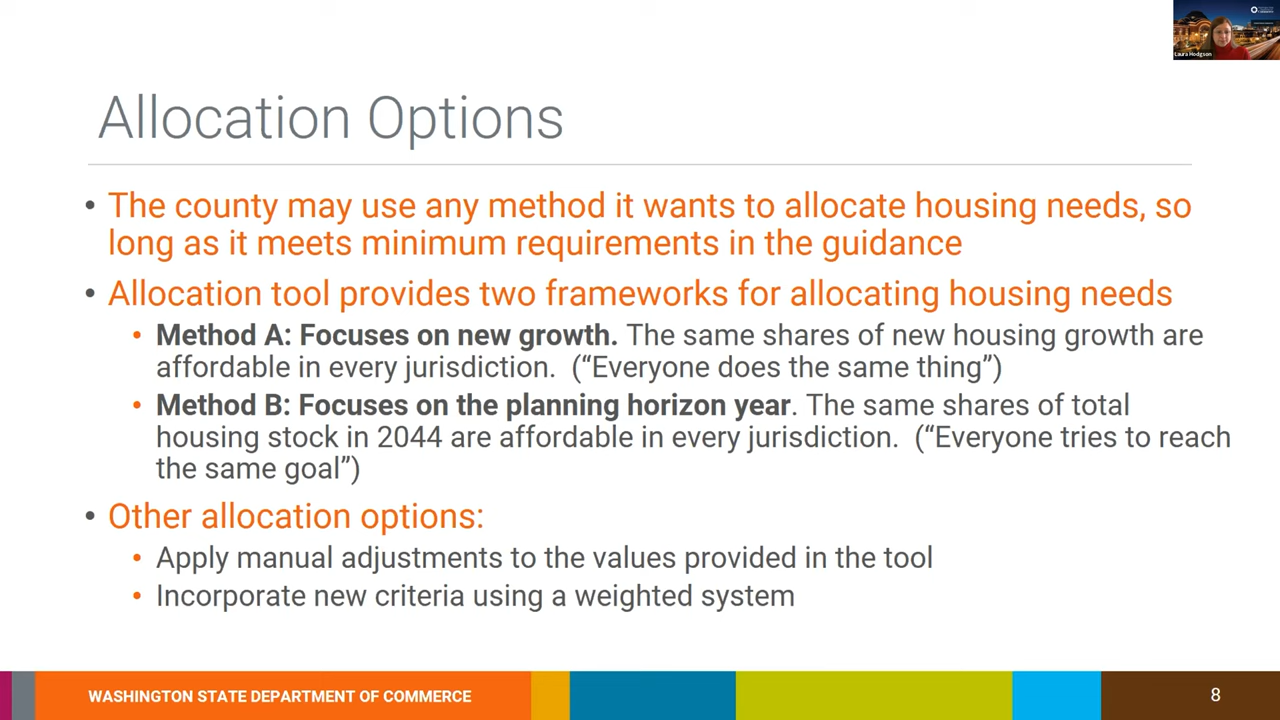 Laura Hodgson
Allocation Options
• The county may use any method it wants to allocate housing needs, so
long as it meets minimum requirements in the guidance
• Allocation tool provides two frameworks for allocating housing needs
• Method A: Focuses on new growth. The same shares of new housing growth are
affordable in every jurisdiction. (“Everyone does the same thing”)
• Method B: Focuses on the planning horizon year. The same shares of total
housing stock in 2044 are affordable in every jurisdiction. (“Everyone tries to reach
the same goal”)
• Other allocation options:
• Apply manual adjustments to the values provided in the tool
• Incorporate new criteria using a weighted system
WASHINGTON STATE DEPARTMENT OF COMMERCE
8